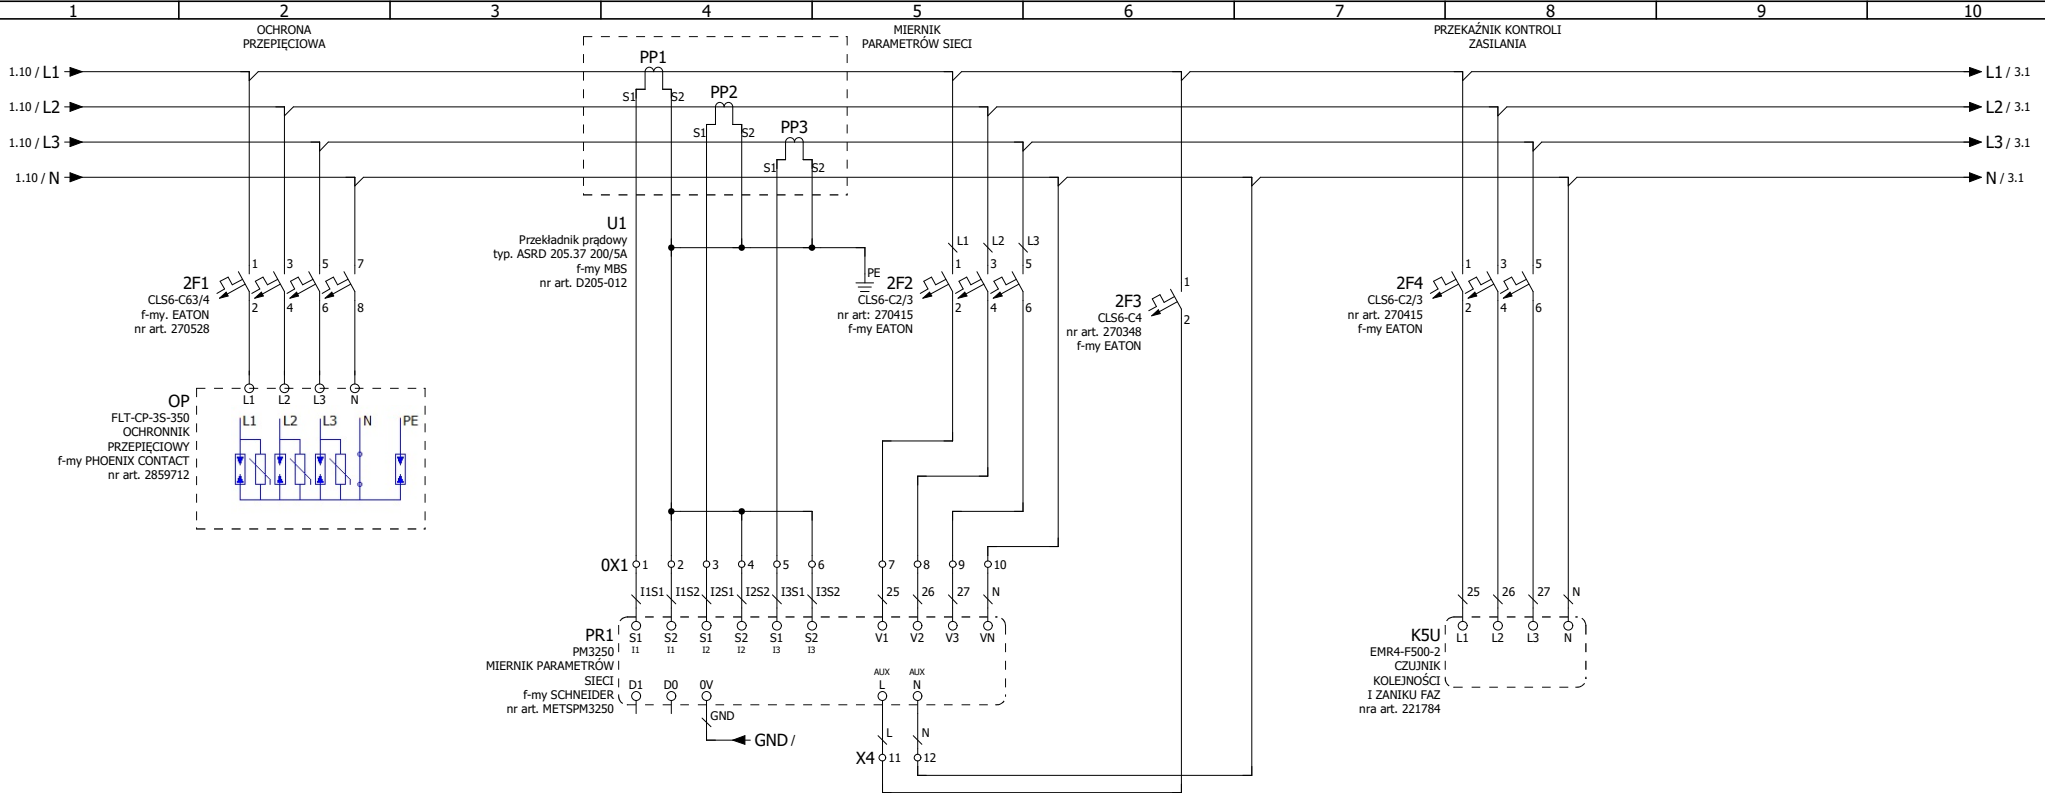 1 2 3 4 5 6 7 8 9 10
OCHRONA
PRZEPIĘCIOWA
MIERNIK
PARAMETRÓW SIECI
PRZEKAŹNIK KONTROLI
ZASILANIA
1.10 / L1
L1 / 3.1
1.10 / L2
L2 / 3.1
1.10 / L3
L3 / 3.1
1.10 / N
N / 3.1
PP1
S1 S2
PP2
S1 S2
PP3
S1 S2
U1
Przekładnik prądowy
typ. ASRD 205.37 200/5A
f-my MBS
nr art. D205-012
PE
2F1
CLS6-C63/4
f-my. EATON
nr art. 270528
1 3 5 7
2 4 6 8
L1 L2 L3
2F2
CLS6-C2/3
nr art: 270415
f-my EATON
1 3 5
2 4 6
2F3
CLS6-C4
nr art. 270348
f-my EATON
1
2
2F4
CLS6-C2/3
nr art. 270415
f-my EATON
1 3 5
2 4 6
OP
FLT-CP-3S-350
OCHRONNIK
PRZEPIĘCIOWY
f-my PHOENIX CONTACT
nr art. 2859712
L1 L2 L3 N
L1 L2 L3 N PE
0X1 1 2 3 4 5 6 7 8 9 10
I1S1 I1S2 I2S1 I2S2 I3S1 I3S2 25 26 27 N
PR1
PM3250
MIERNIK PARAMETRÓW
SIECI
f-my SCHNEIDER
nr art. METSPM3250
S1 S2 S1 S2 S1 S2 V1 V2 V3 VN
I1 I1 I2 I2 I3 I3
AUX AUX
D1 D0 0V L N
GND
GND /
L N
X4 11 12
25 26 27 N
K5U
EMR4-F500-2
CZUJNIK
KOLEJNOŚCI
I ZANIKU FAZ
nra art. 221784
L1 L2 L3 N